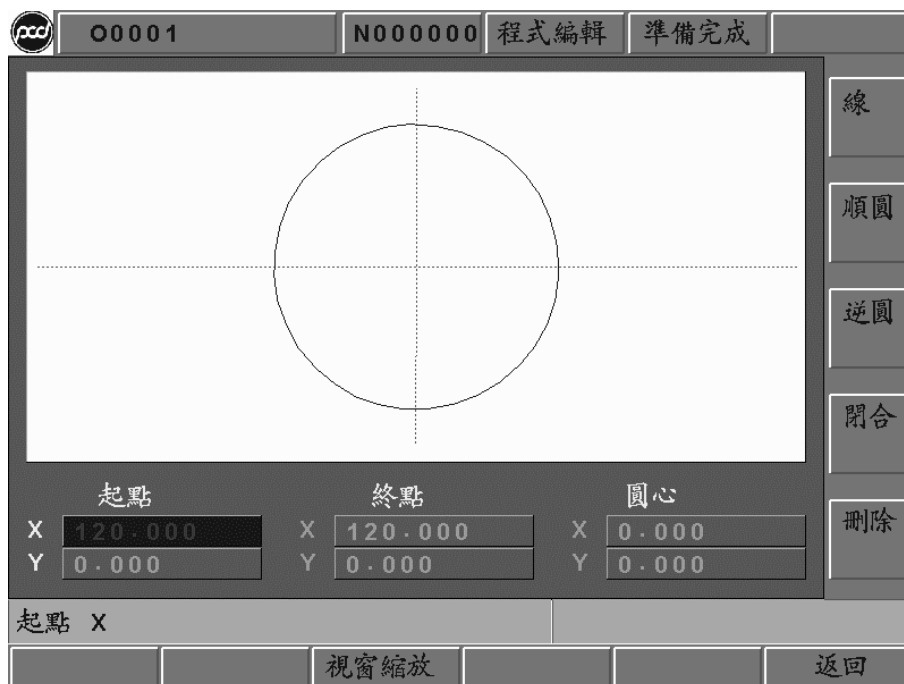 pcd O0001 N000000 程式編輯 準備完成
線
順圓
逆圓
閉合
刪除
起點 終點 圓心
X 120.000 X 120.000 X 0.000
Y 0.000 Y 0.000 Y 0.000
起點 X
視窗縮放 返回